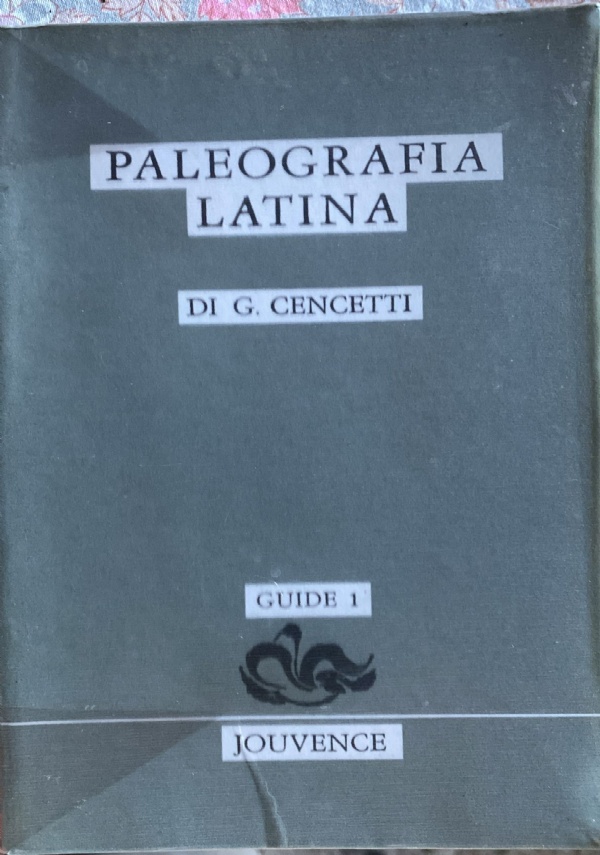 PALEOGRAFIA
LATINA
DI G. CENCETTI
GUIDE 1
JOUVENCE